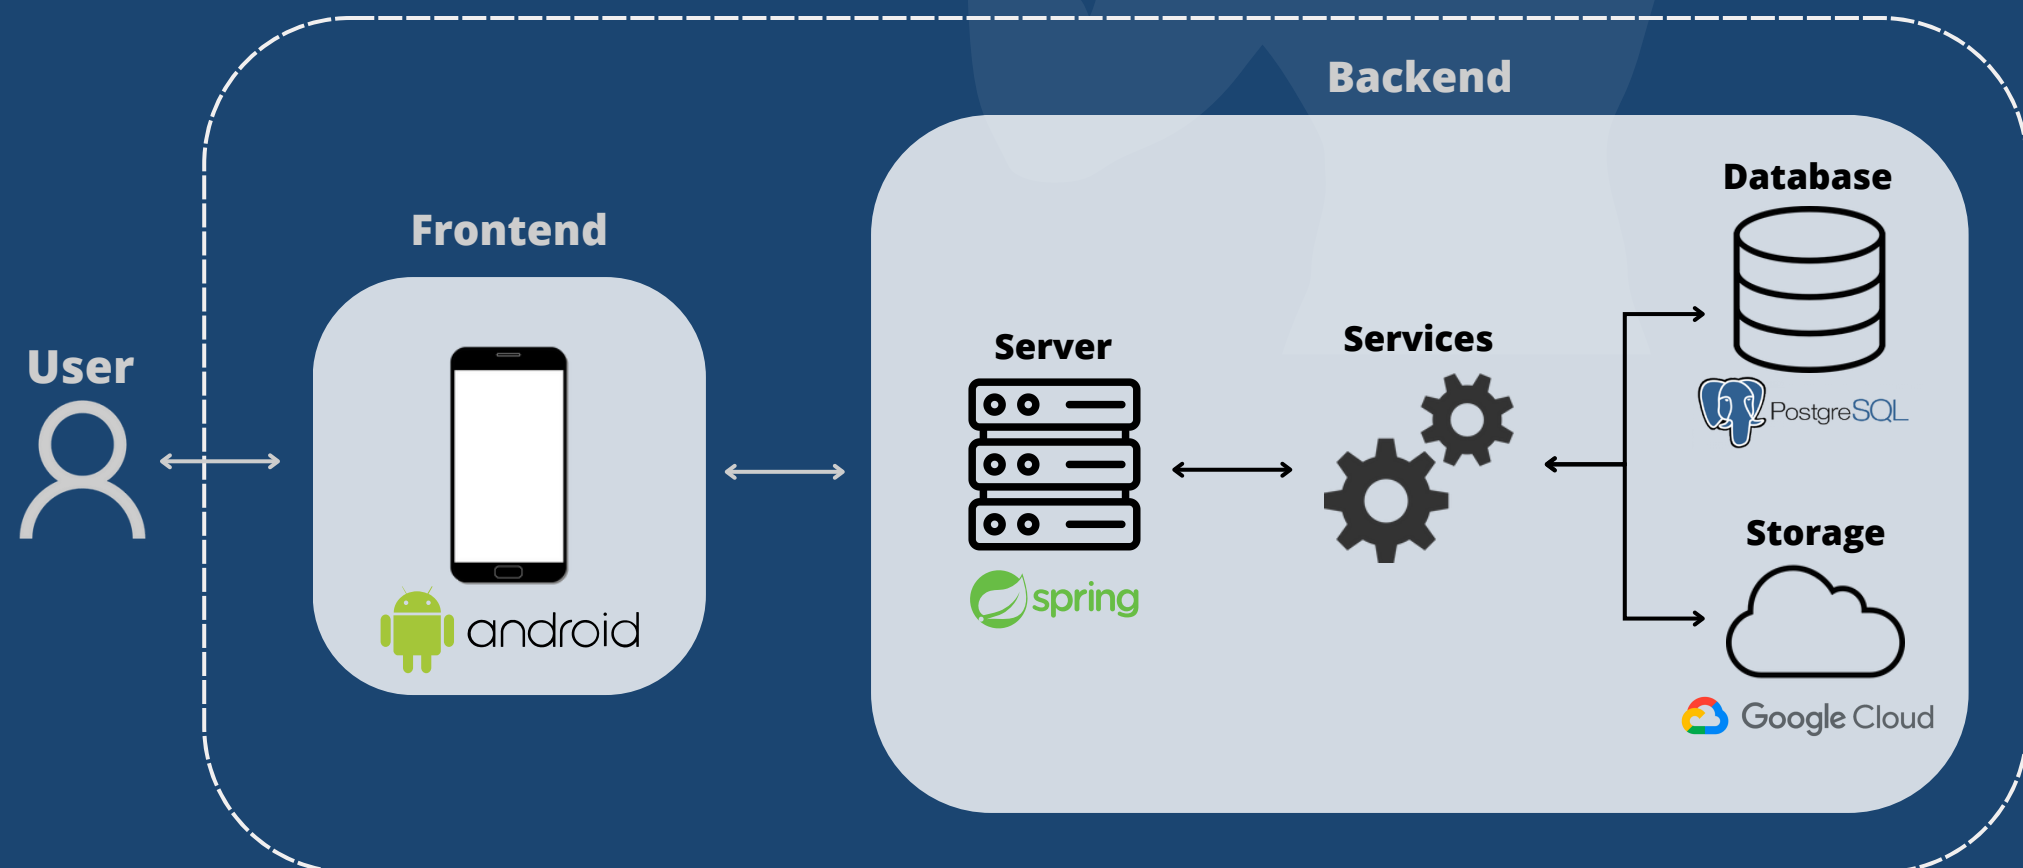 Backend
Database
Frontend
User
Server
Services
PostgreSQL
Storage
spring
android
Google Cloud